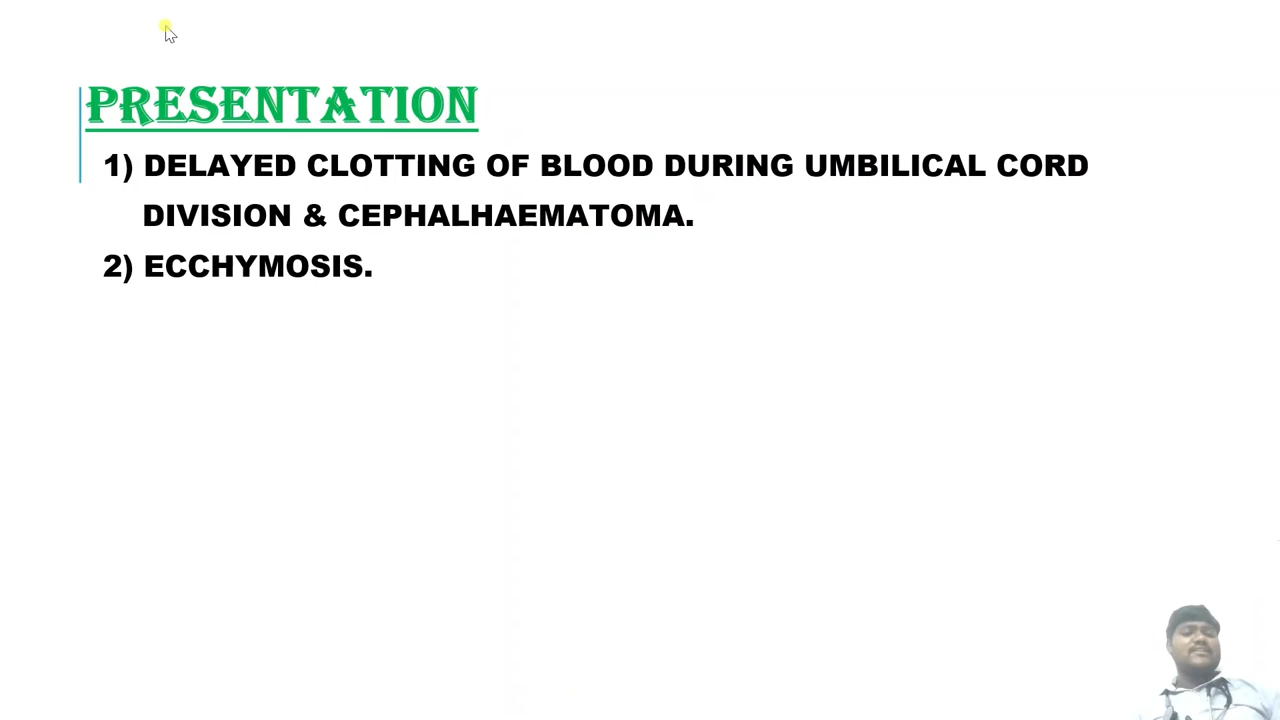 PRESENTATION
1) DELAYED CLOTTING OF BLOOD DURING UMBILICAL CORD
DIVISION & CEPHALHAEMATOMA.
2) ECCHYMOSIS.